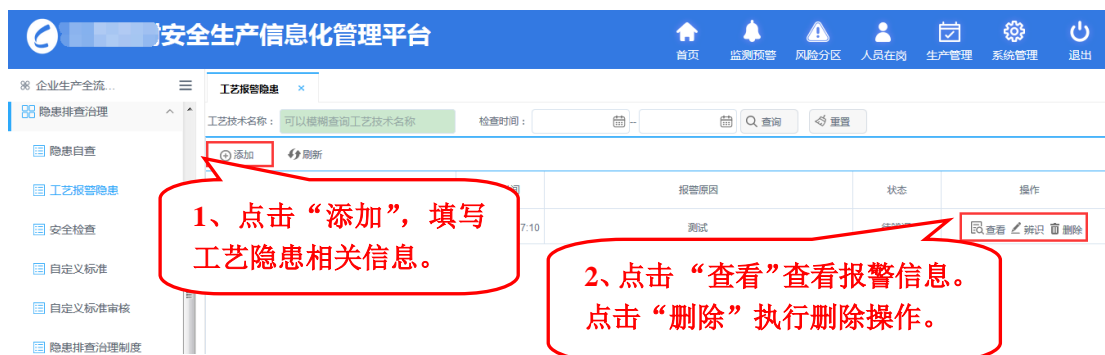 安全生产信息化管理平台
首页 监测预警 风险分区 人员在岗 生产管理 系统管理 退出
企业生产全流...
工艺报警隐患 ×
隐患排查治理
工艺技术名称： 可以模糊查询工艺技术名称 检查时间： – 查询 重置
隐患自查
添加 刷新
工艺报警隐患
报警原因 状态 操作
7:10 测试 查看 辨识 删除
安全检查
自定义标准
自定义标准审核
隐患排查治理制度
1、点击“添加”，填写
工艺隐患相关信息。
2、点击 “查看”查看报警信息。
点击“删除”执行删除操作。